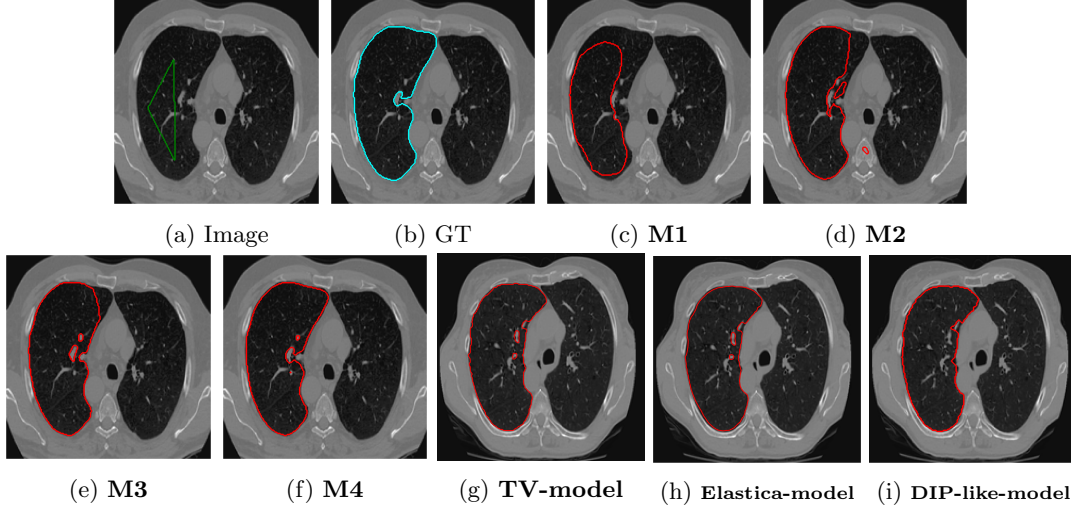 (a) Image (b) GT (c) M1 (d) M2
(e) M3 (f) M4 (g) TV-model (h) Elastica-model (i) DIP-like-model